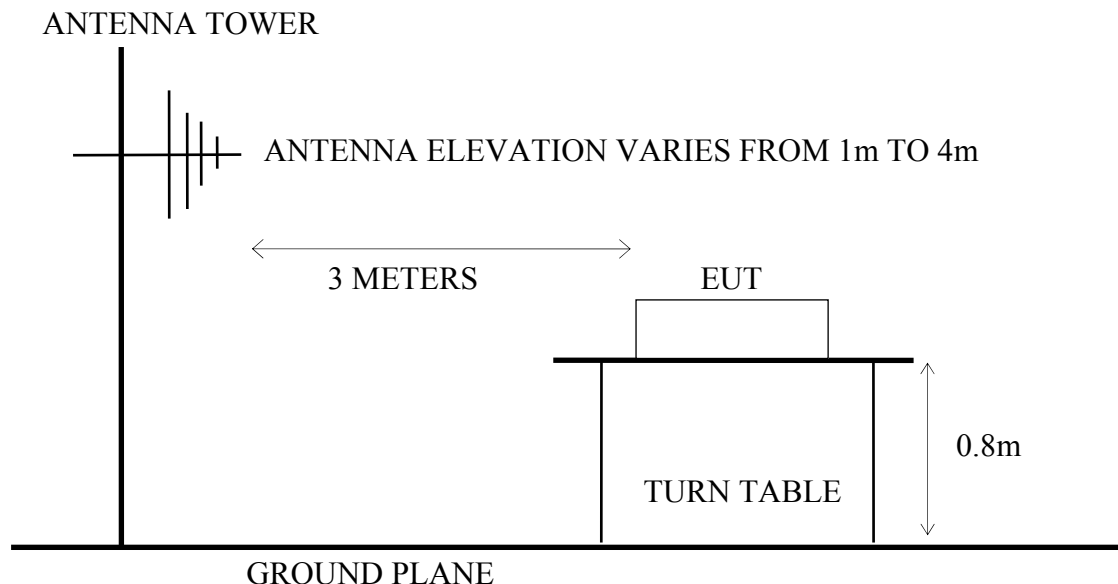 ANTENNA TOWER
ANTENNA ELEVATION VARIES FROM 1m TO 4m
3 METERS
EUT
0.8m
TURN TABLE
GROUND PLANE